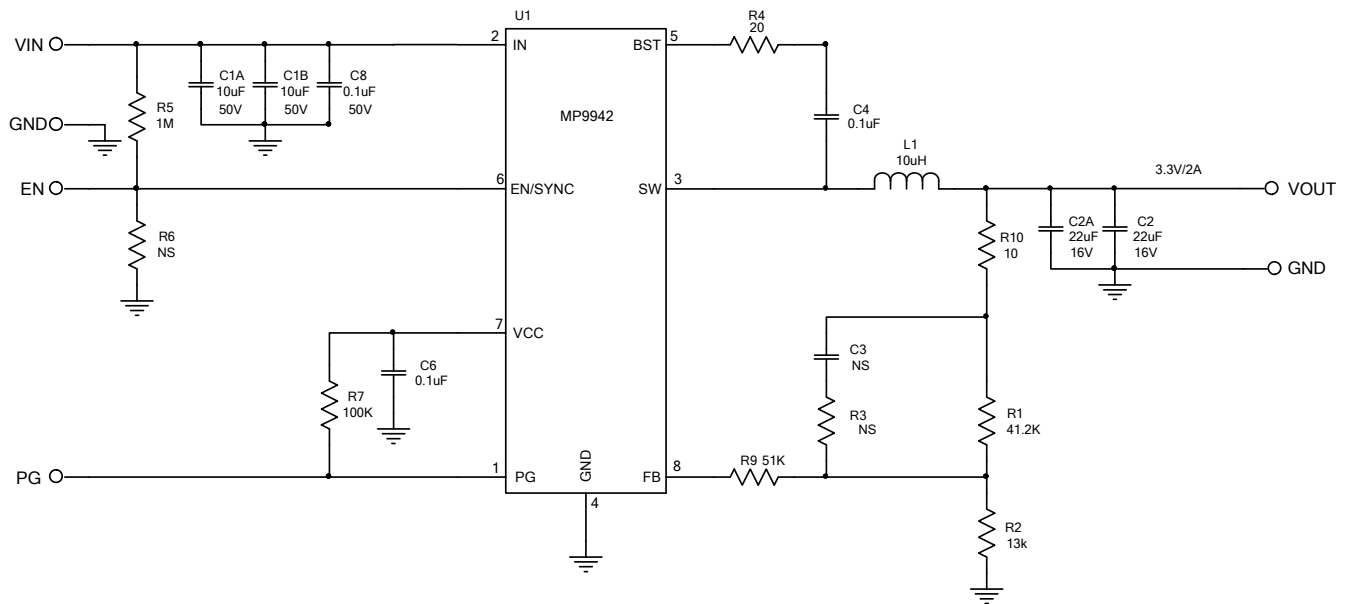 U1
R4
20
VIN
2
IN
BST
5
C1A
10uF
50V
C1B
10uF
50V
C8
0.1uF
50V
R5
1M
MP9942
C4
0.1uF
GND
L1
10uH
EN
6
EN/SYNC
SW
3
3.3V/2A
VOUT
R6
NS
R10
10
C2A
22uF
16V
C2
22uF
16V
GND
7
VCC
C6
0.1uF
C3
NS
R7
100K
R3
NS
R1
41.2K
PG
1
PG
GND
4
FB
8
R9 51K
R2
13k